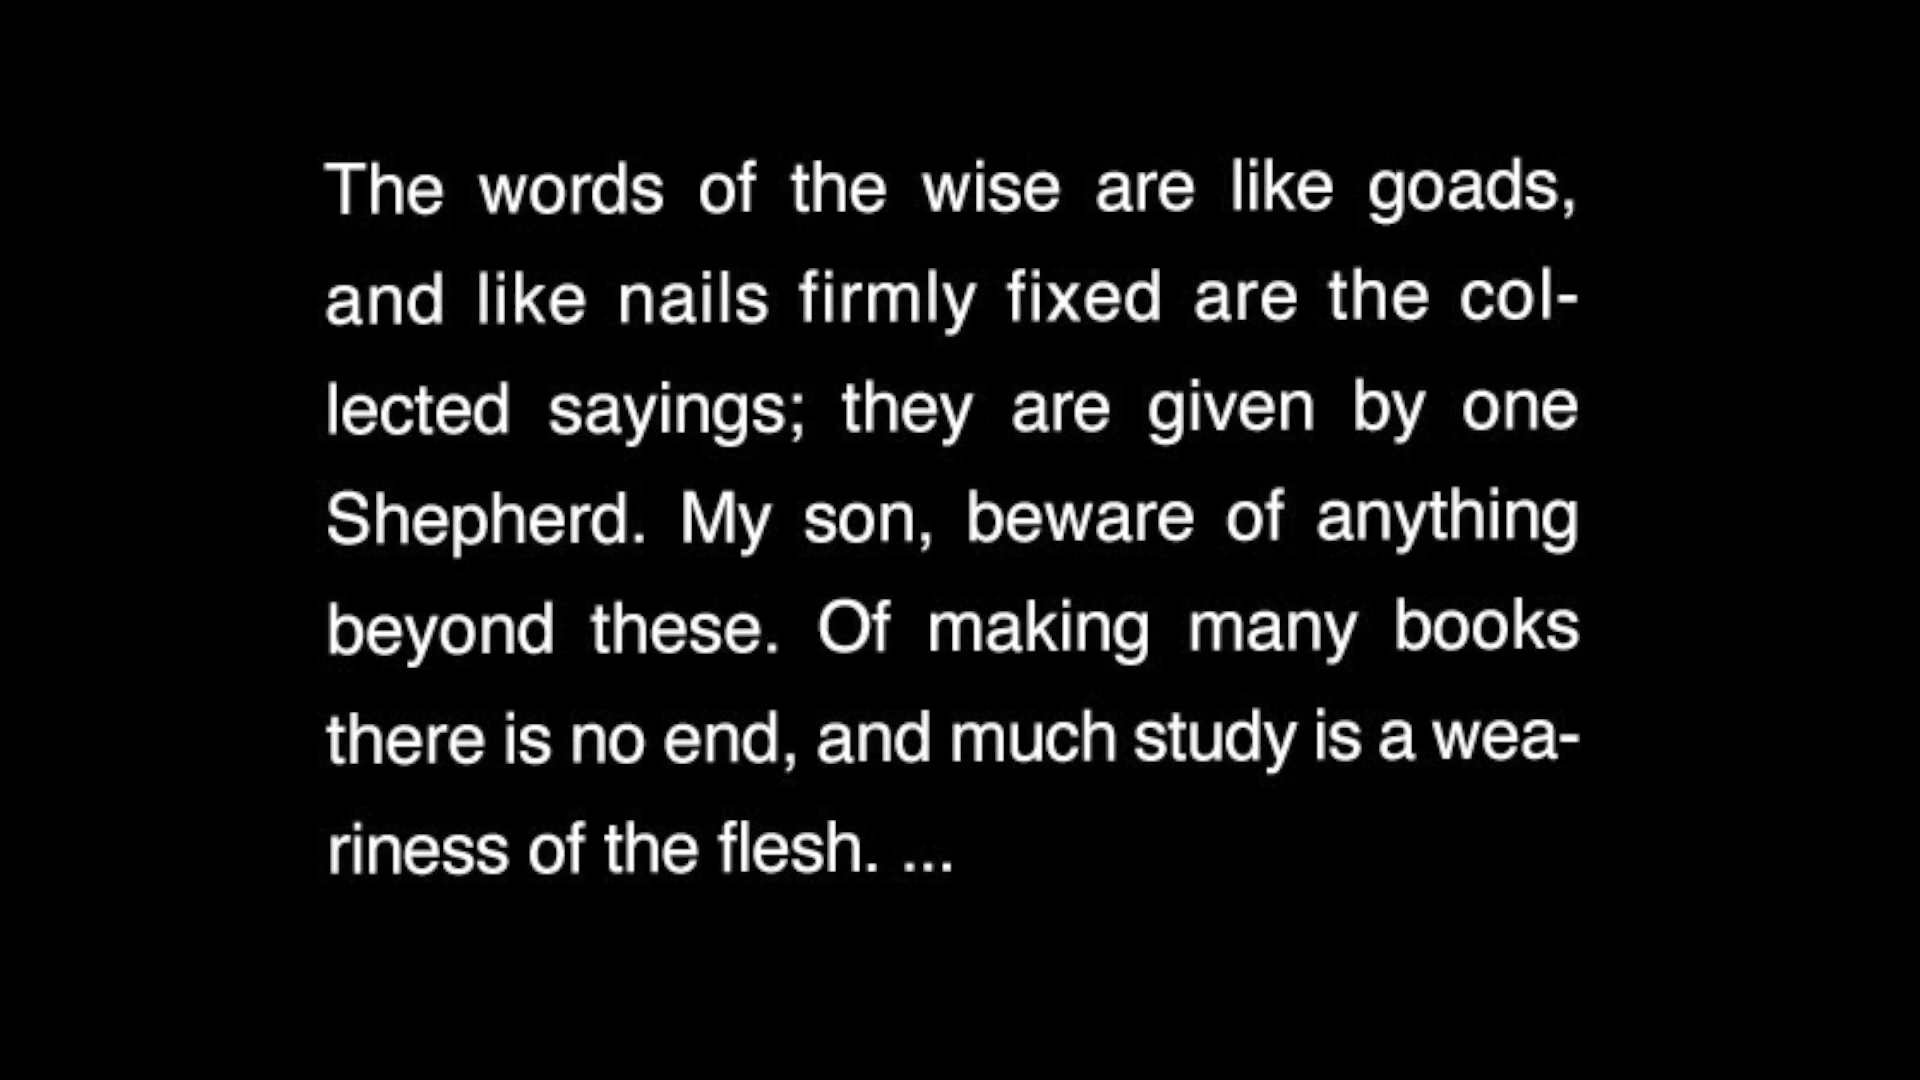 The words of the wise are like goads,
and like nails firmly fixed are the col-
lected sayings; they are given by one
Shepherd. My son, beware of anything
beyond these. Of making many books
there is no end, and much study is a wea-
riness of the flesh. ...